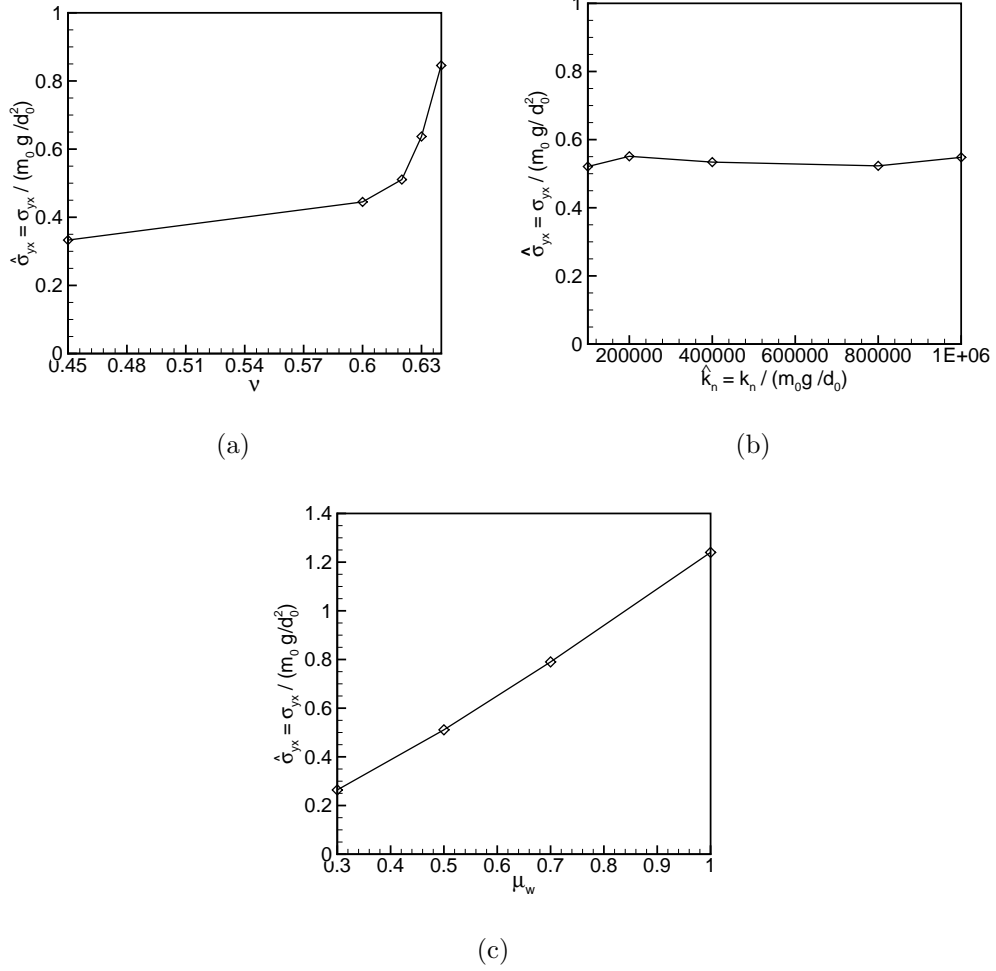 1
0.8
0.6
0.4
0.2
0
σ̂yx = σyx / (m0 g /d0²)
0.45 0.48 0.51 0.54 0.57 0.6 0.63
ν
(a)
1
0.8
0.6
0.4
0.2
0
σ̂yx = σyx / (m0 g/ d0²)
200000 400000 600000 800000 1E+06
k̂n = kn / (m0g /d0)
(b)
1.4
1.2
1
0.8
0.6
0.4
0.2
0
σ̂yx = σyx / (m0 g/d0²)
0.3 0.4 0.5 0.6 0.7 0.8 0.9 1
μw
(c)